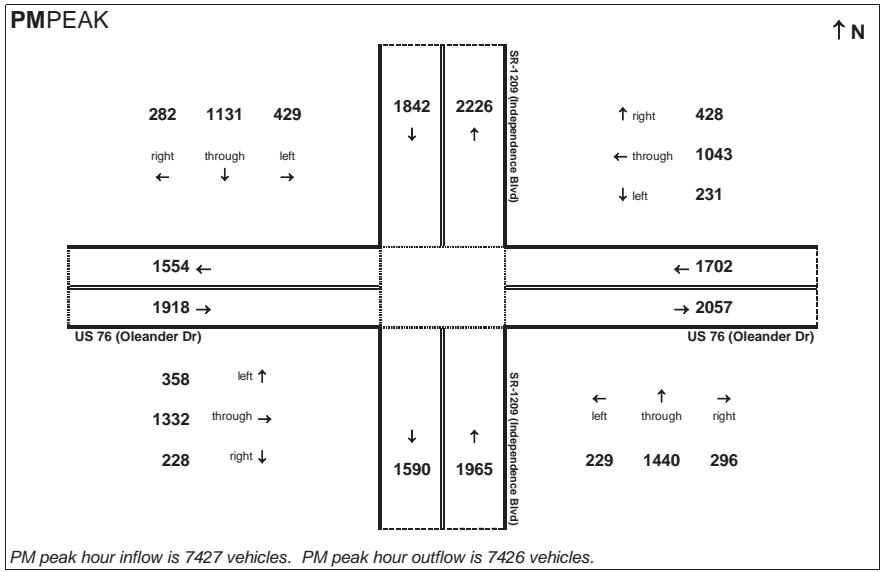 PMPEAK
↑ N
282 1131 429
right through left
← ↓ →
1842 2226
↓ ↑
SR-1209 (Independence Blvd)
↑ right 428
← through 1043
↓ left 231
1554 ←
← 1702
1918 →
→ 2057
US 76 (Oleander Dr)
US 76 (Oleander Dr)
358 left ↑
1332 through →
228 right ↓
↓ ↑
1590 1965
SR-1209 (Independence Blvd)
← ↑ →
left through right
229 1440 296
PM peak hour inflow is 7427 vehicles. PM peak hour outflow is 7426 vehicles.